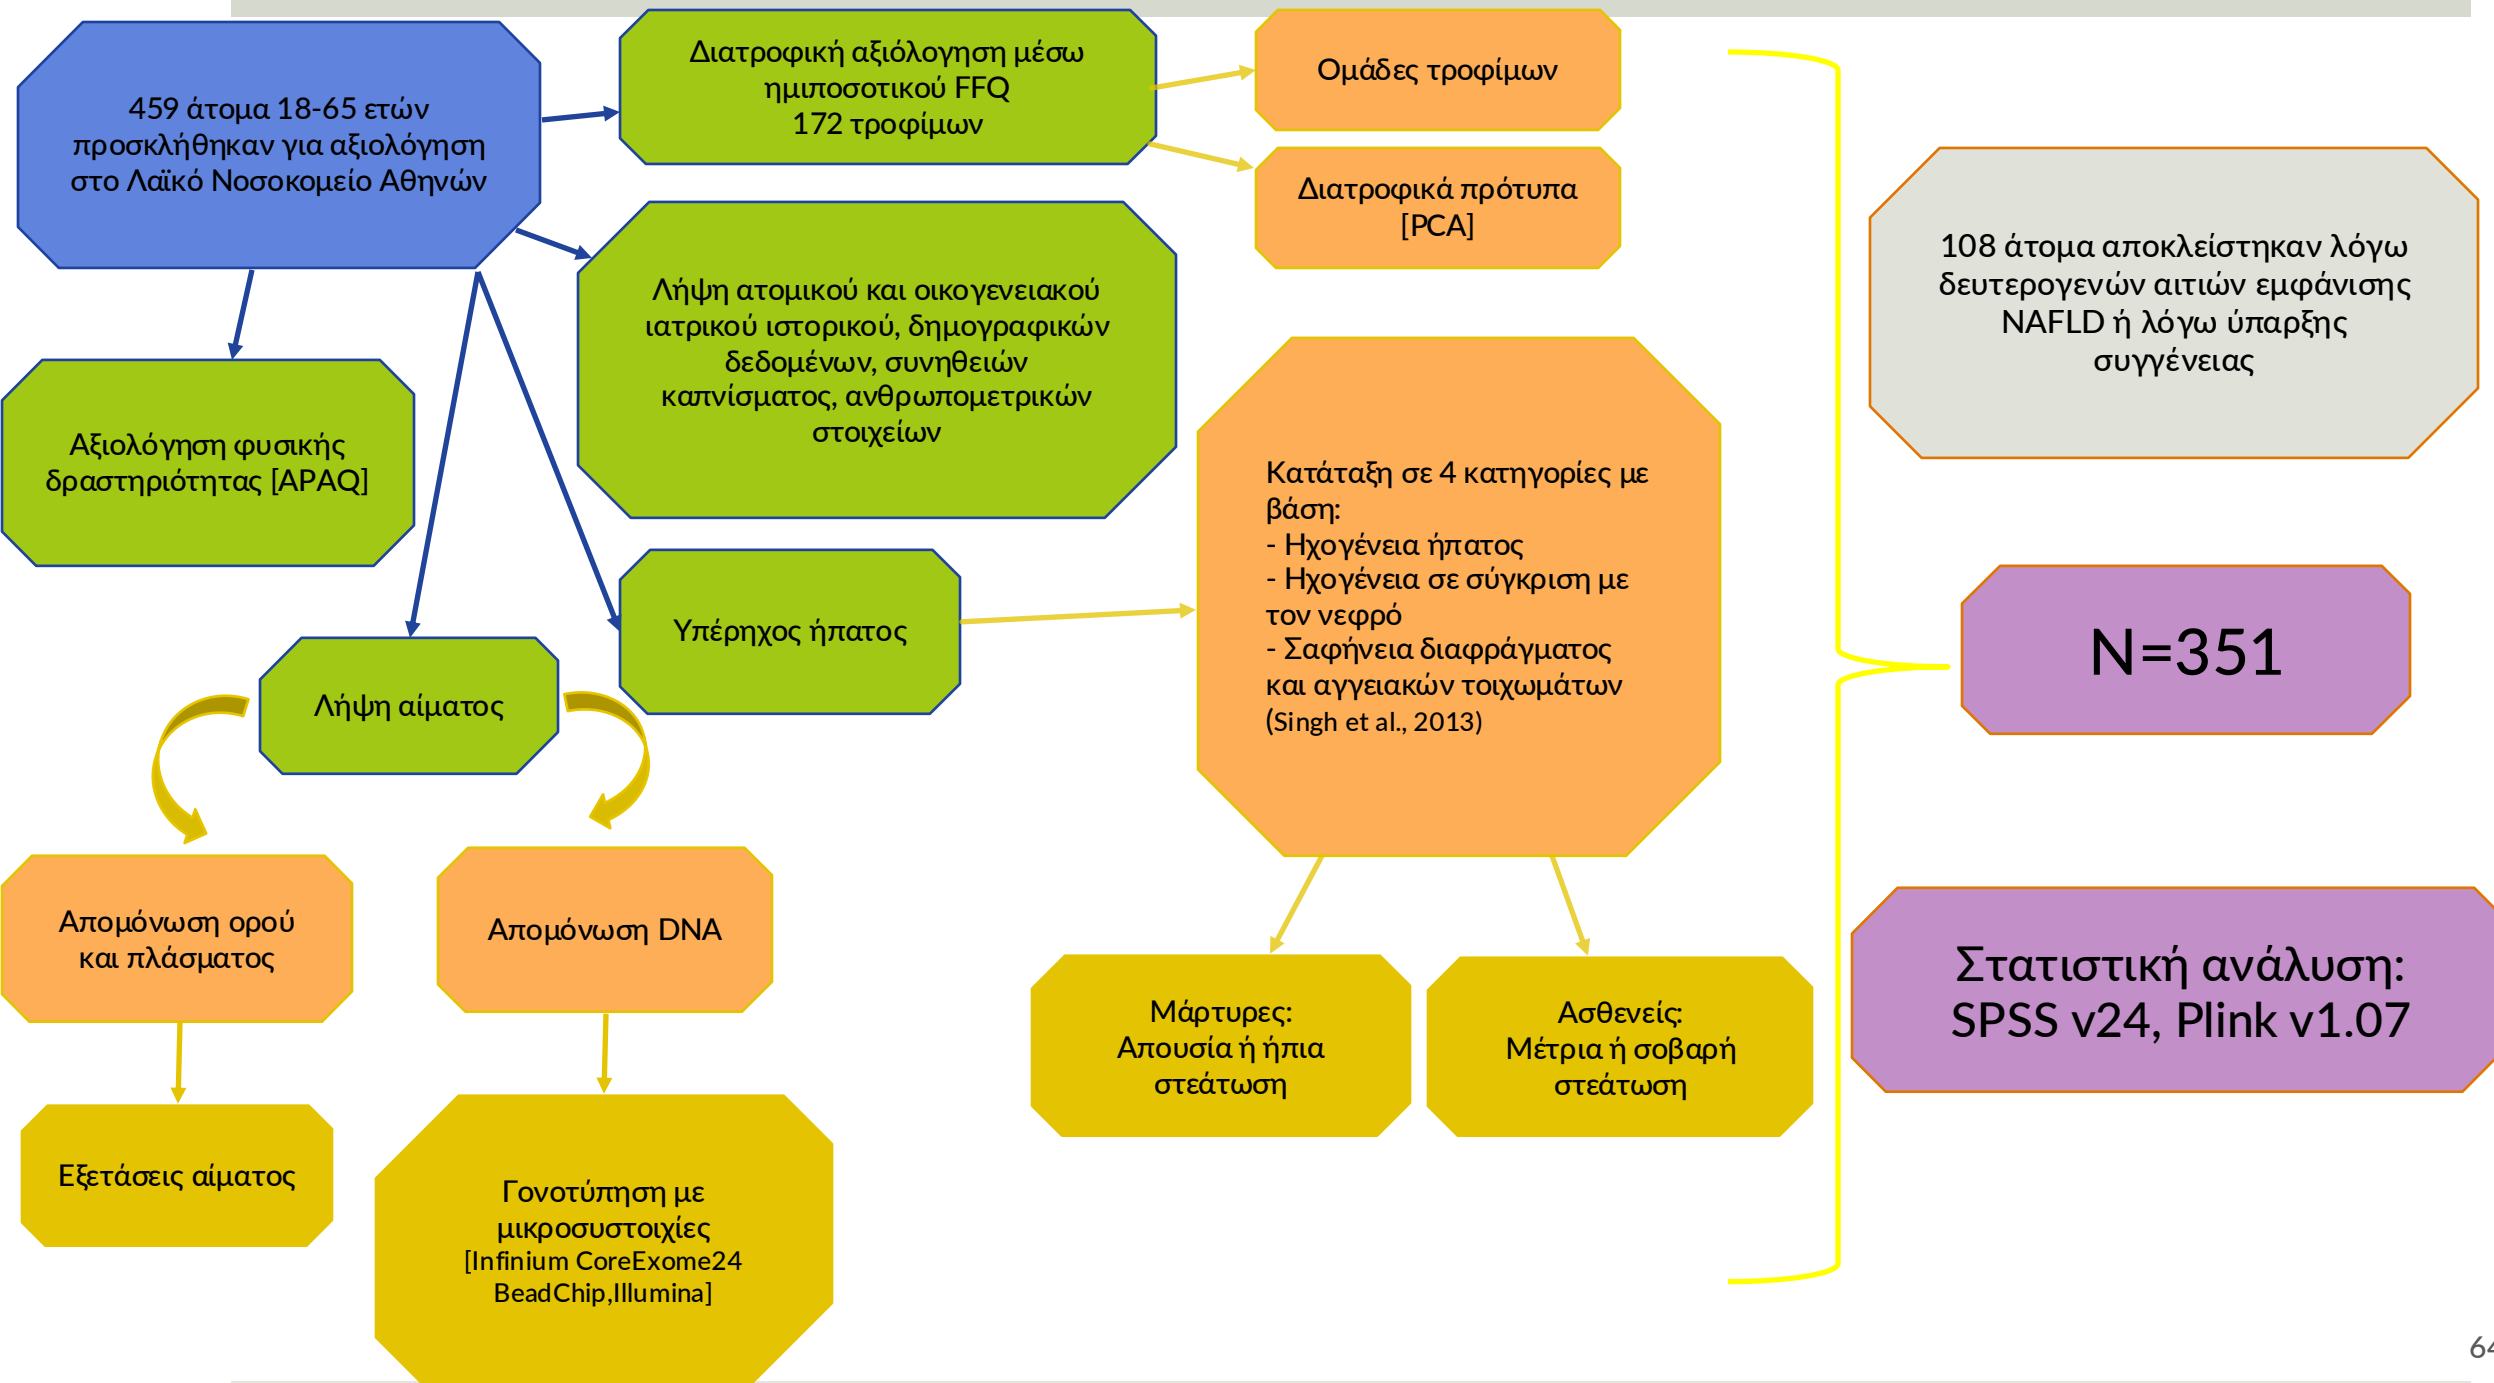 459 άτομα 18-65 ετών
προσκλήθηκαν για αξιολόγηση
στο Λαϊκό Νοσοκομείο Αθηνών
Διατροφική αξιόλογηση μέσω
ημιποσοτικού FFQ
172 τροφίμων
Ομάδες τροφίμων
Διατροφικά πρότυπα
[PCA]
Λήψη ατομικού και οικογενειακού
ιατρικού ιστορικού, δημογραφικών
δεδομένων, συνηθειών
καπνίσματος, ανθρωπομετρικών
στοιχείων
Αξιολόγηση φυσικής
δραστηριότητας [APAQ]
Υπέρηχος ήπατος
Λήψη αίματος
Κατάταξη σε 4 κατηγορίες με
βάση:
- Ηχογένεια ήπατος
- Ηχογένεια σε σύγκριση με
τον νεφρό
- Σαφήνεια διαφράγματος
και αγγειακών τοιχωμάτων
(Singh et al., 2013)
Απομόνωση ορού
και πλάσματος
Απομόνωση DNA
Εξετάσεις αίματος
Γονοτύπηση με
μικροσυστοιχίες
[Infinium CoreExome24
BeadChip,Illumina]
Μάρτυρες:
Απουσία ή ήπια
στεάτωση
Ασθενείς:
Μέτρια ή σοβαρή
στεάτωση
108 άτομα αποκλείστηκαν λόγω
δευτερογενών αιτιών εμφάνισης
NAFLD ή λόγω ύπαρξης
συγγένειας
N=351
Στατιστική ανάλυση:
SPSS v24, Plink v1.07
64